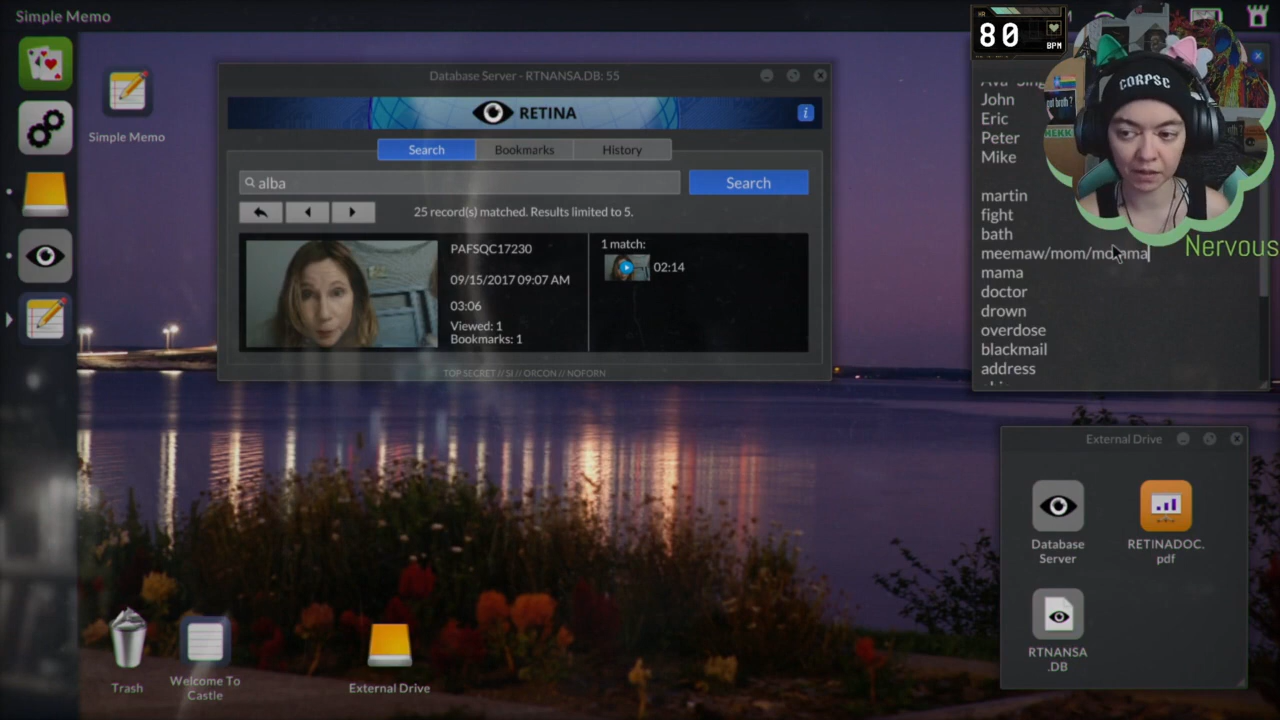 Simple Memo
80
BPM
CORPSE
got broth?
Nervous
Simple Memo
Database Server - RTNANSA.DB: 55
RETINA
Search
Bookmarks
History
alba
Search
25 record(s) matched. Results limited to 5.
PAFSQC17230
09/15/2017 09:07 AM
03:06
Viewed: 1
Bookmarks: 1
1 match:
02:14
TOP SECRET // SI // ORCON // NOFORN
John
Eric
Peter
Mike
martin
fight
bath
mama
doctor
drown
overdose
blackmail
address
External Drive
Database
Server
RETINADOC.
pdf
RTNANSA
.DB
Trash
Welcome To
Castle
External Drive